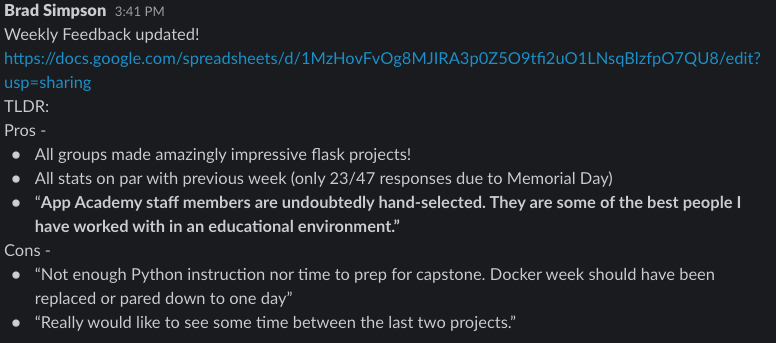 Brad Simpson 3:41 PM
Weekly Feedback updated!
https://docs.google.com/spreadsheets/d/1MzHovFvOg8MJIRA3p0Z5O9tfi2uO1LNsqBlzfpO7QU8/edit?
usp=sharing
TLDR:
Pros -
• All groups made amazingly impressive flask projects!
• All stats on par with previous week (only 23/47 responses due to Memorial Day)
• “App Academy staff members are undoubtedly hand-selected. They are some of the best people I
have worked with in an educational environment.”
Cons -
• “Not enough Python instruction nor time to prep for capstone. Docker week should have been
replaced or pared down to one day”
• “Really would like to see some time between the last two projects.”